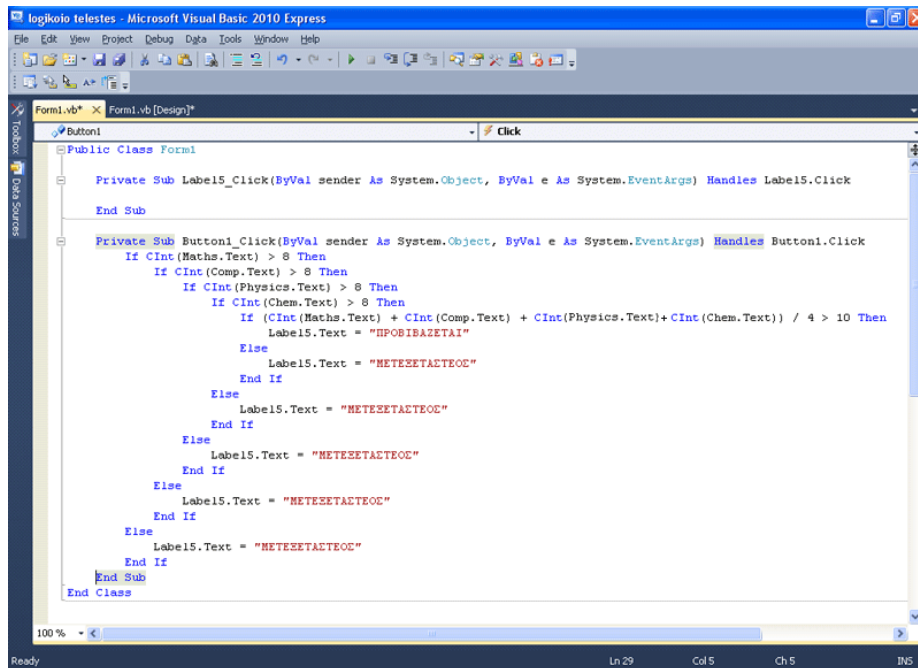 logikoio telestes - Microsoft Visual Basic 2010 Express
File Edit View Project Debug Data Tools Window Help
Form1.vb* Form1.vb [Design]*
Toolbox
Data Sources
Button1 Click
Public Class Form1
Private Sub Label5_Click(ByVal sender As System.Object, ByVal e As System.EventArgs) Handles Label5.Click
End Sub
Private Sub Button1_Click(ByVal sender As System.Object, ByVal e As System.EventArgs) Handles Button1.Click
If CInt(Maths.Text) > 8 Then
If CInt(Comp.Text) > 8 Then
If CInt(Physics.Text) > 8 Then
If CInt(Chem.Text) > 8 Then
If (CInt(Maths.Text) + CInt(Comp.Text) + CInt(Physics.Text)+ CInt(Chem.Text)) / 4 > 10 Then
Label5.Text = "ΠΡΟΒΙΒΑΖΕΤΑΙ"
Else
Label5.Text = "ΜΕΤΕΞΕΤΑΣΤΕΟΣ"
End If
Else
Label5.Text = "ΜΕΤΕΞΕΤΑΣΤΕΟΣ"
End If
Else
Label5.Text = "ΜΕΤΕΞΕΤΑΣΤΕΟΣ"
End If
Else
Label5.Text = "ΜΕΤΕΞΕΤΑΣΤΕΟΣ"
End If
Else
Label5.Text = "ΜΕΤΕΞΕΤΑΣΤΕΟΣ"
End If
End Sub
End Class
100 %
Ready Ln 29 Col 5 Ch 5 INS